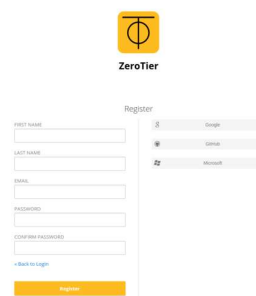 ZeroTier
Register
FIRST NAME
LAST NAME
EMAIL
PASSWORD
CONFIRM PASSWORD
« Back to Login
Register
Google
GitHub
Microsoft